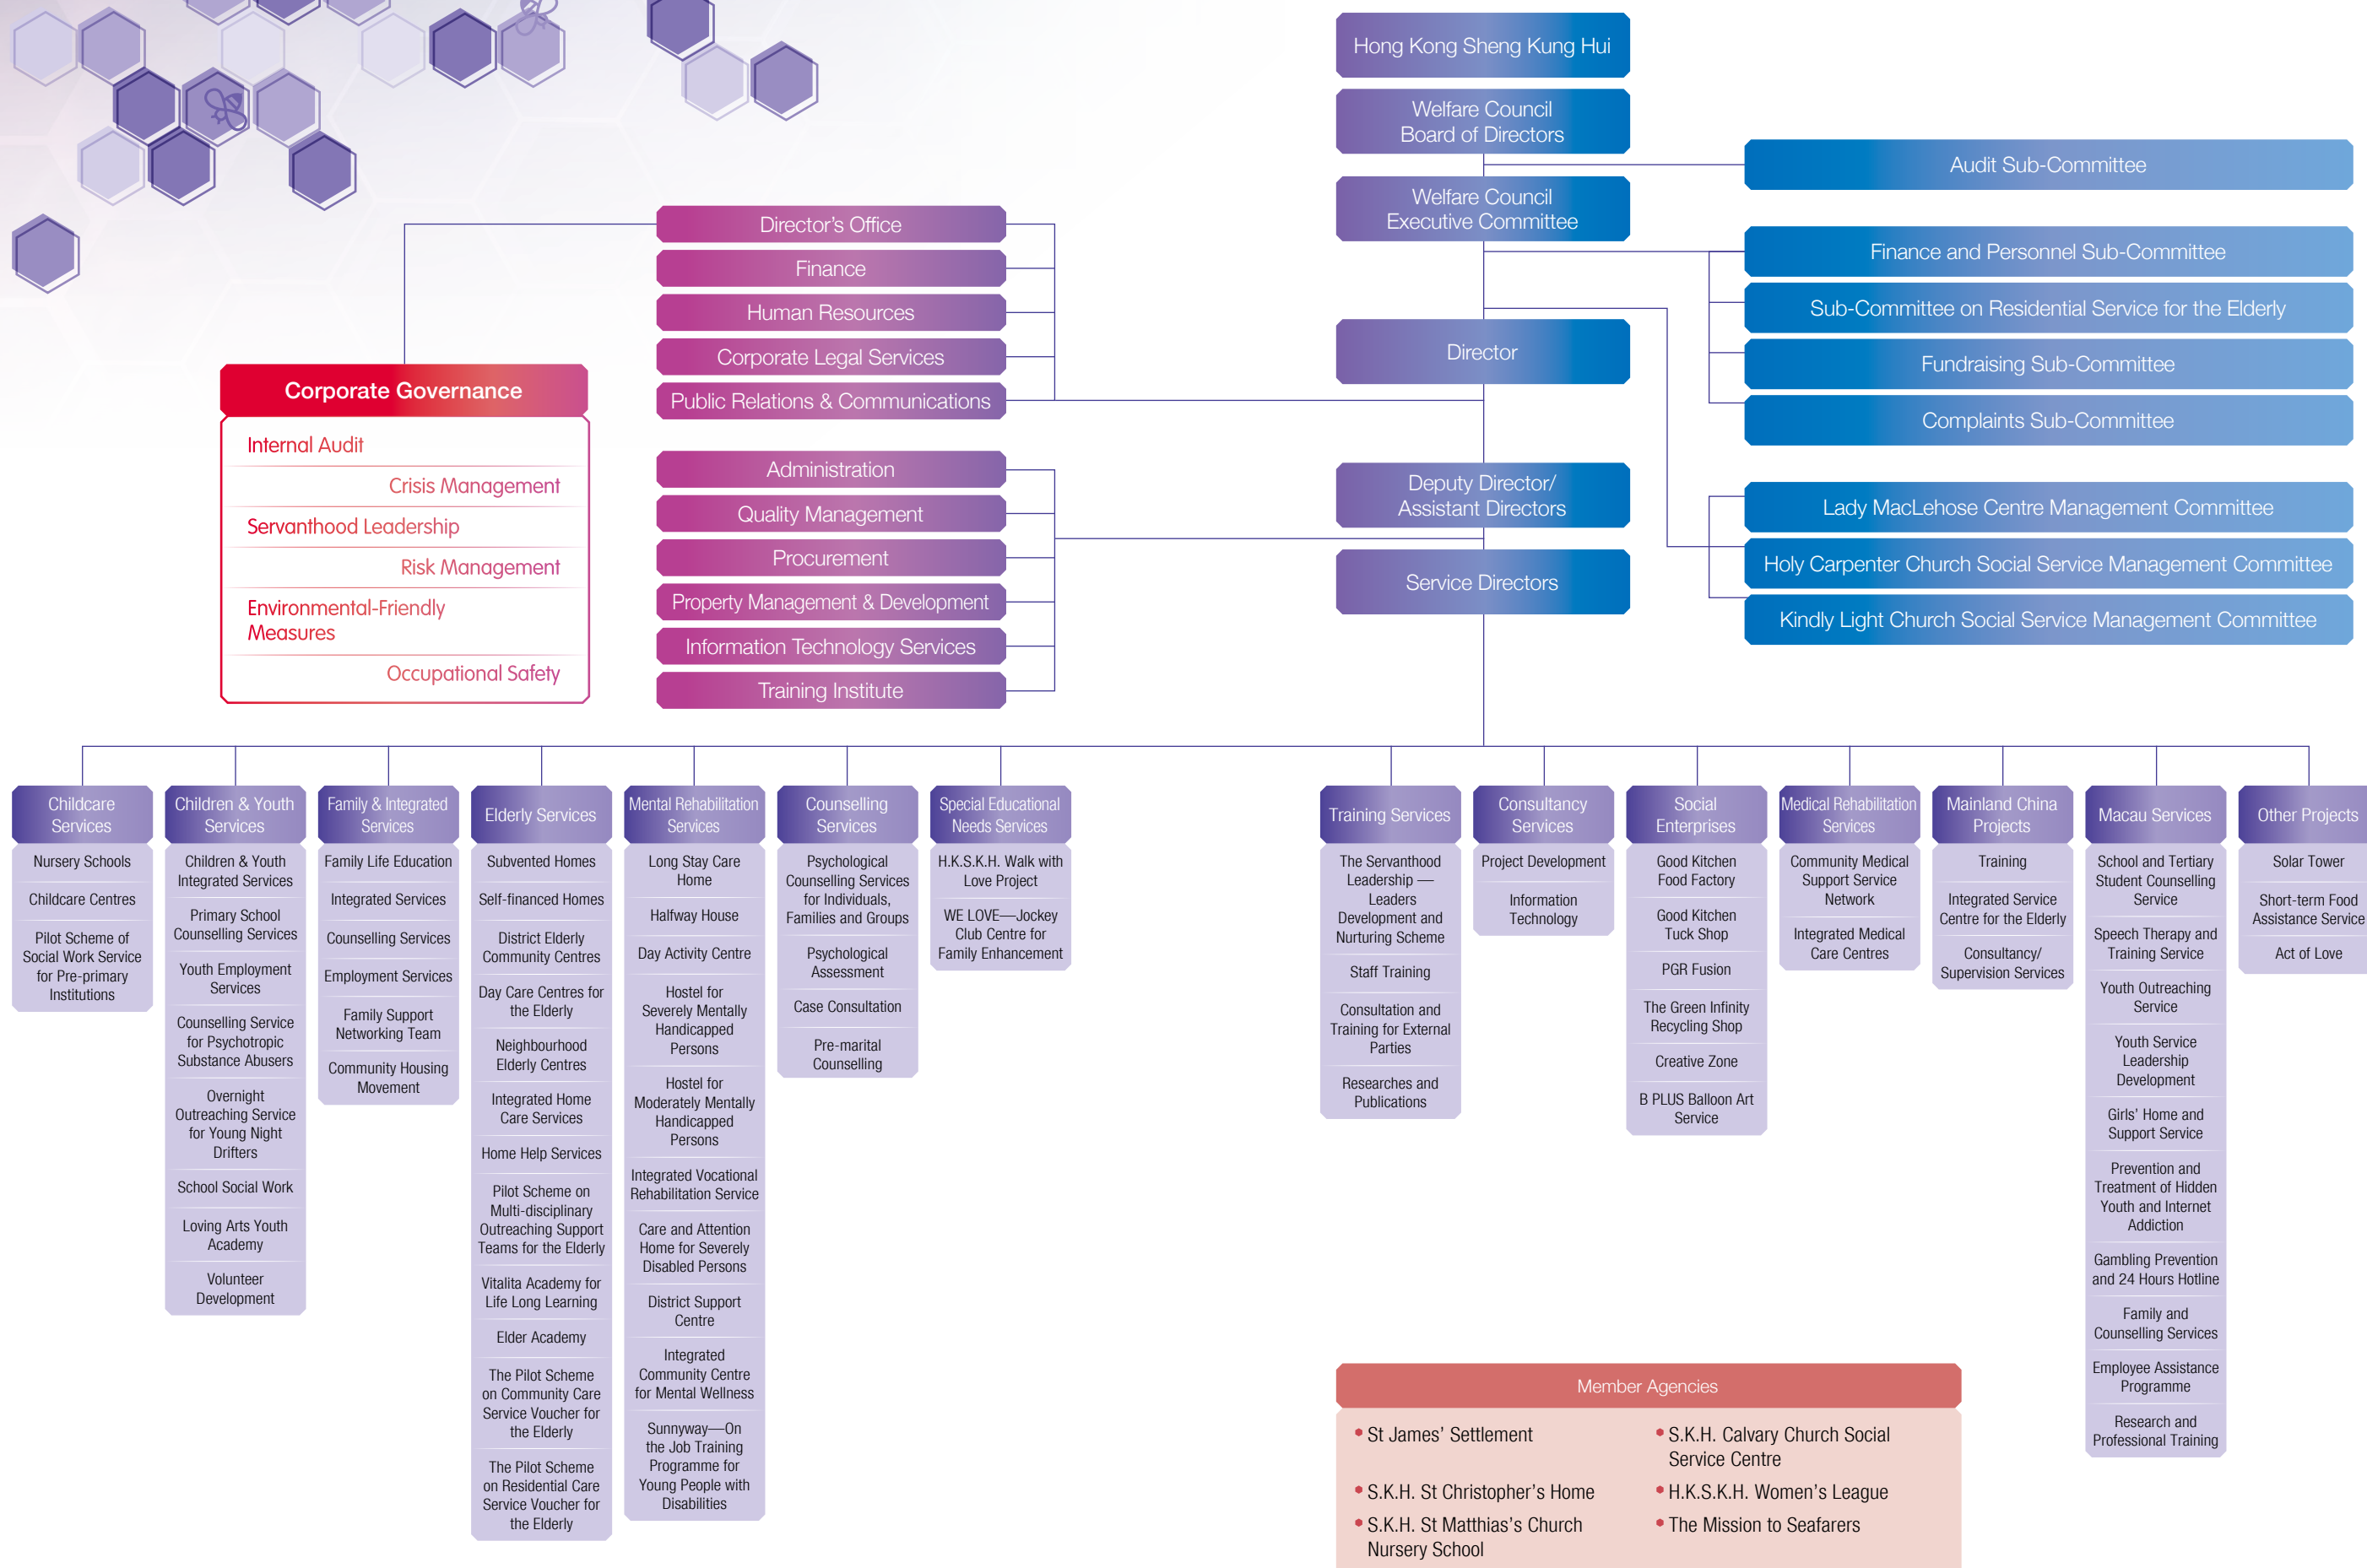 Hong Kong Sheng Kung Hui
Welfare Council
Board of Directors
Audit Sub-Committee
Welfare Council
Executive Committee
Finance and Personnel Sub-Committee
Sub-Committee on Residential Service for the Elderly
Fundraising Sub-Committee
Complaints Sub-Committee
Director
Lady MacLehose Centre Management Committee
Holy Carpenter Church Social Service Management Committee
Kindly Light Church Social Service Management Committee
Deputy Director/
Assistant Directors
Service Directors
Director's Office
Finance
Human Resources
Corporate Legal Services
Public Relations & Communications
Administration
Quality Management
Procurement
Property Management & Development
Information Technology Services
Training Institute
Corporate Governance
Internal Audit
Crisis Management
Servanthood Leadership
Risk Management
Environmental-Friendly
Measures
Occupational Safety
Childcare
Services
Nursery Schools
Childcare Centres
Pilot Scheme of
Social Work Service
for Pre-primary
Institutions
Children & Youth
Services
Children & Youth
Integrated Services
Primary School
Counselling Services
Youth Employment
Services
Counselling Service
for Psychotropic
Substance Abusers
Overnight
Outreaching Service
for Young Night
Drifters
School Social Work
Loving Arts Youth
Academy
Volunteer
Development
Family & Integrated
Services
Family Life Education
Integrated Services
Counselling Services
Employment Services
Family Support
Networking Team
Community Housing
Movement
Elderly Services
Subvented Homes
Self-financed Homes
District Elderly
Community Centres
Day Care Centres for
the Elderly
Neighbourhood
Elderly Centres
Integrated Home
Care Services
Home Help Services
Pilot Scheme on
Multi-disciplinary
Outreaching Support
Teams for the Elderly
Vitalita Academy for
Life Long Learning
Elder Academy
The Pilot Scheme
on Community Care
Service Voucher for
the Elderly
The Pilot Scheme
on Residential Care
Service Voucher for
the Elderly
Mental Rehabilitation
Services
Long Stay Care
Home
Halfway House
Day Activity Centre
Hostel for
Severely Mentally
Handicapped
Persons
Hostel for
Moderately Mentally
Handicapped
Persons
Integrated Vocational
Rehabilitation Service
Care and Attention
Home for Severely
Disabled Persons
District Support
Centre
Integrated
Community Centre
for Mental Wellness
Sunnyway—On
the Job Training
Programme for
Young People with
Disabilities
Counselling
Services
Psychological
Counselling Services
for Individuals,
Families and Groups
Psychological
Assessment
Case Consultation
Pre-marital
Counselling
Special Educational
Needs Services
H.K.S.K.H. Walk with
Love Project
WE LOVE—Jockey
Club Centre for
Family Enhancement
Training Services
The Servanthood
Leadership —
Leaders
Development and
Nurturing Scheme
Staff Training
Consultation and
Training for External
Parties
Researches and
Publications
Consultancy
Services
Project Development
Information
Technology
Social
Enterprises
Good Kitchen
Food Factory
Good Kitchen
Tuck Shop
PGR Fusion
The Green Infinity
Recycling Shop
Creative Zone
B PLUS Balloon Art
Service
Medical Rehabilitation
Services
Community Medical
Support Service
Network
Integrated Medical
Care Centres
Mainland China
Projects
Training
Integrated Service
Centre for the Elderly
Consultancy/
Supervision Services
Macau Services
School and Tertiary
Student Counselling
Service
Speech Therapy and
Training Service
Youth Outreaching
Service
Youth Service
Leadership
Development
Girls' Home and
Support Service
Prevention and
Treatment of Hidden
Youth and Internet
Addiction
Gambling Prevention
and 24 Hours Hotline
Family and
Counselling Services
Employee Assistance
Programme
Research and
Professional Training
Other Projects
Solar Tower
Short-term Food
Assistance Service
Act of Love
Member Agencies
• St James' Settlement
• S.K.H. Calvary Church Social
Service Centre
• S.K.H. St Christopher's Home
• H.K.S.K.H. Women's League
• S.K.H. St Matthias's Church
Nursery School
• The Mission to Seafarers